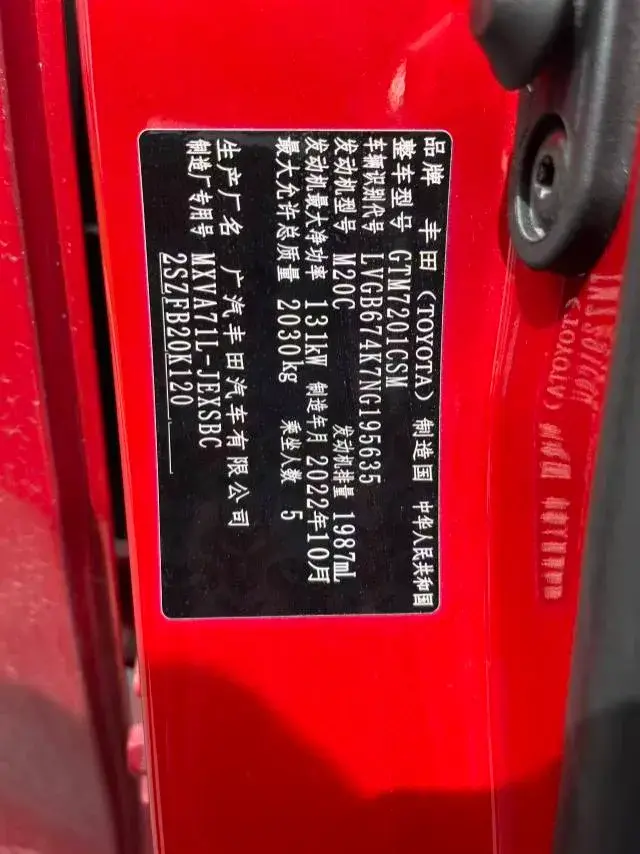 品牌 丰田 (TOYOTA) 制造国 中华人民共和国
整车型号 GTM7201CSM
车辆识别代号 LVGB674K7NG195635
发动机型号 M20C 发动机排量 1987mL
发动机最大净功率 131kW 制造年月 2022年10月
最大允许总质量 2030kg 乘坐人数 5
生产厂名 广汽丰田汽车有限公司
制造厂专用号 MXVA71L-JEXSBC
2SZFB20K120